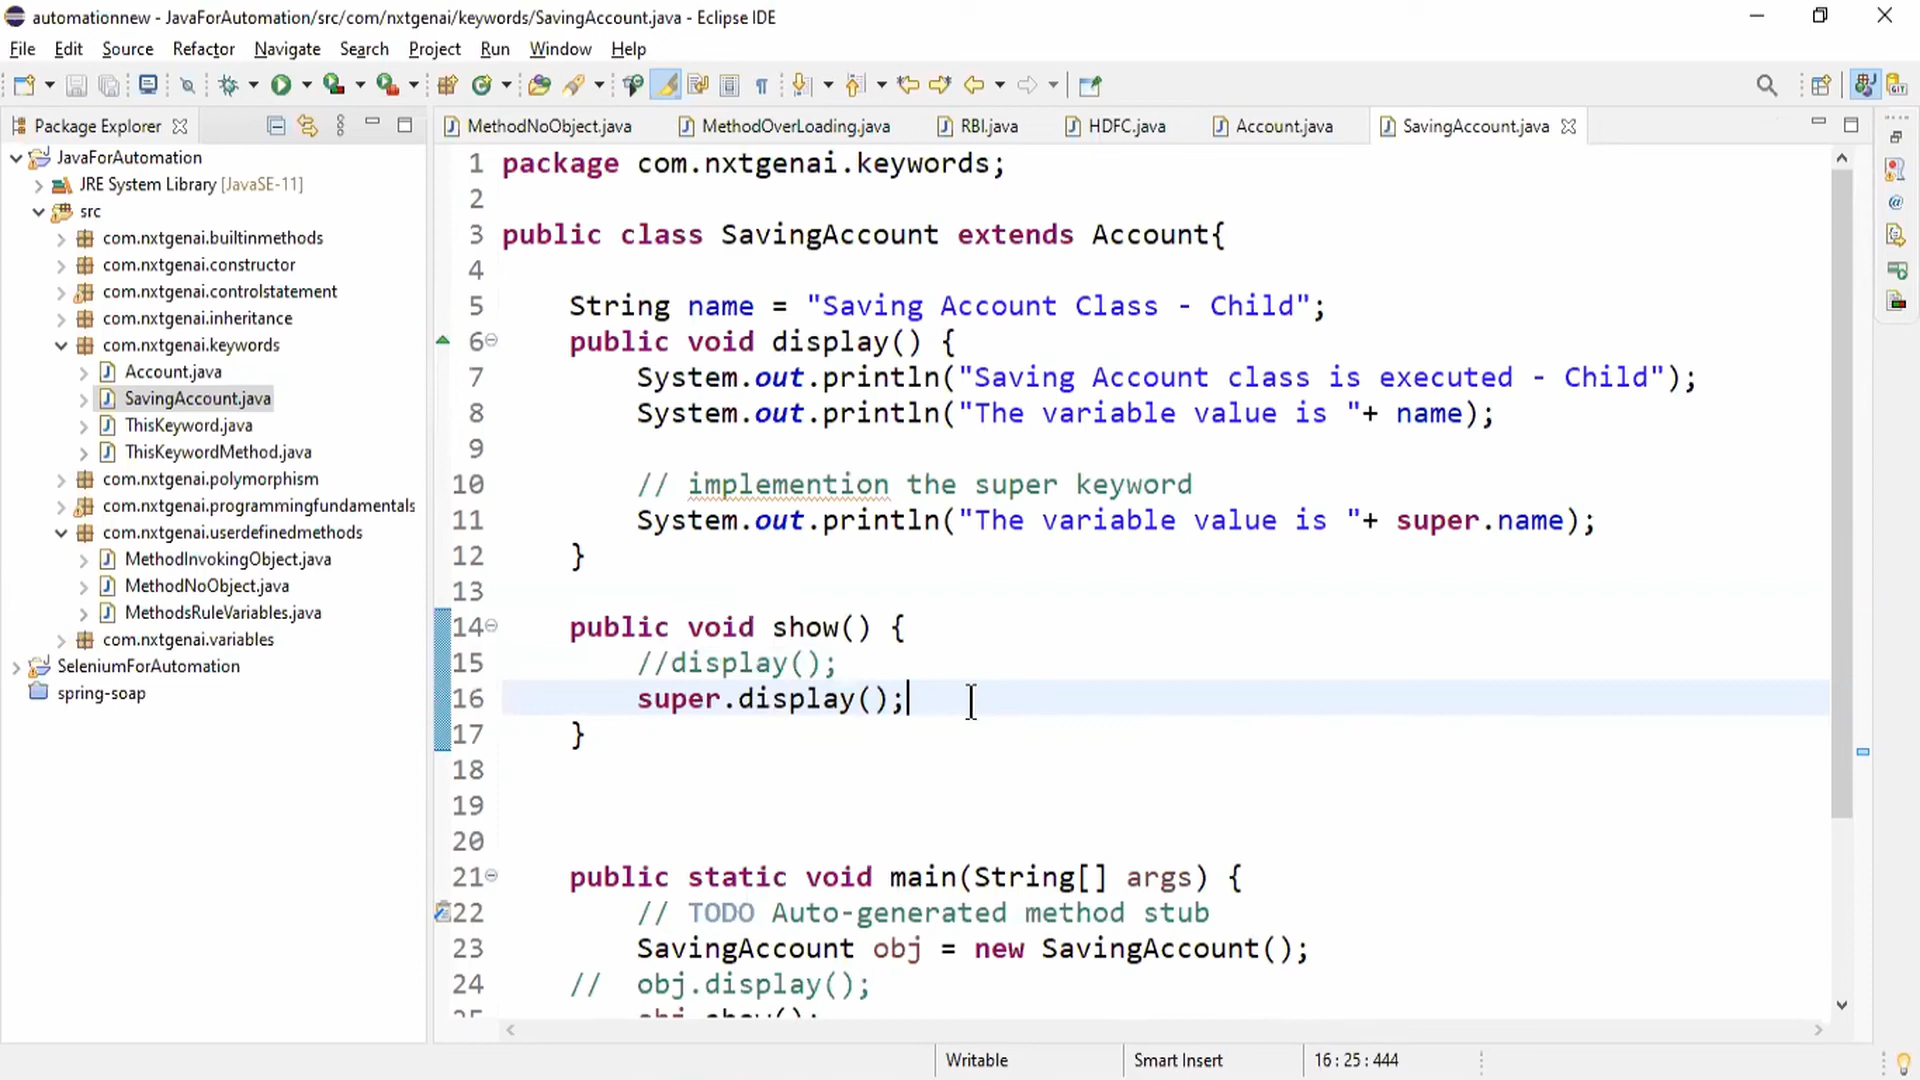 automationnew - JavaForAutomation/src/com/nxtgenai/keywords/SavingAccount.java - Eclipse IDE
File Edit Source Refactor Navigate Search Project Run Window Help
Package Explorer
MethodNoObject.java MethodOverLoading.java RBI.java HDFC.java Account.java SavingAccount.java
JavaForAutomation
JRE System Library [JavaSE-11]
src
com.nxtgenai.builtinmethods
com.nxtgenai.constructor
com.nxtgenai.controlstatement
com.nxtgenai.inheritance
com.nxtgenai.keywords
Account.java
SavingAccount.java
ThisKeyword.java
ThisKeywordMethod.java
com.nxtgenai.polymorphism
com.nxtgenai.programmingfundamentals
com.nxtgenai.userdefinedmethods
MethodInvokingObject.java
MethodNoObject.java
MethodsRuleVariables.java
com.nxtgenai.variables
SeleniumForAutomation
spring-soap
1 package com.nxtgenai.keywords;
2
3 public class SavingAccount extends Account{
4
5 String name = "Saving Account Class - Child";
6 public void display() {
7 System.out.println("Saving Account class is executed - Child");
8 System.out.println("The variable value is "+ name);
9
10 // implemention the super keyword
11 System.out.println("The variable value is "+ super.name);
12 }
13
14 public void show() {
15 //display();
16 super.display();
17 }
18
19
20
21 public static void main(String[] args) {
22 // TODO Auto-generated method stub
23 SavingAccount obj = new SavingAccount();
24 // obj.display();
25 obj.show();
Writable Smart Insert 16 : 25 : 444